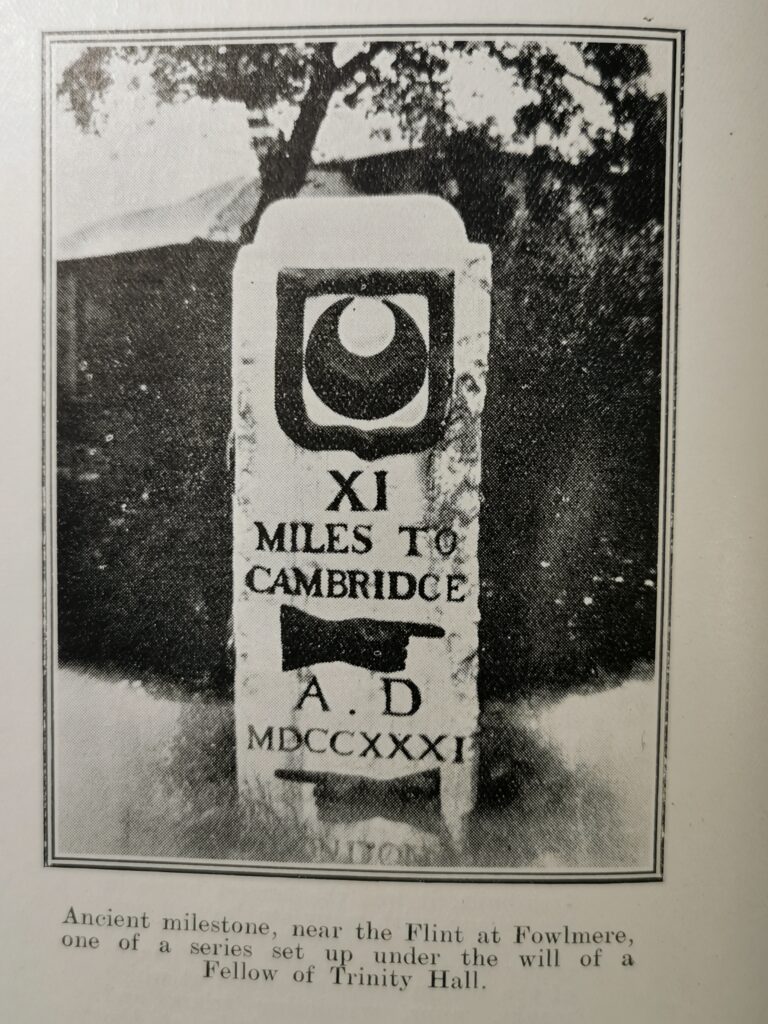 XI
MILES TO
CAMBRIDGE
A . D
MDCCXXXI
Ancient milestone, near the Flint at Fowlmere,
one of a series set up under the will of a
Fellow of Trinity Hall.